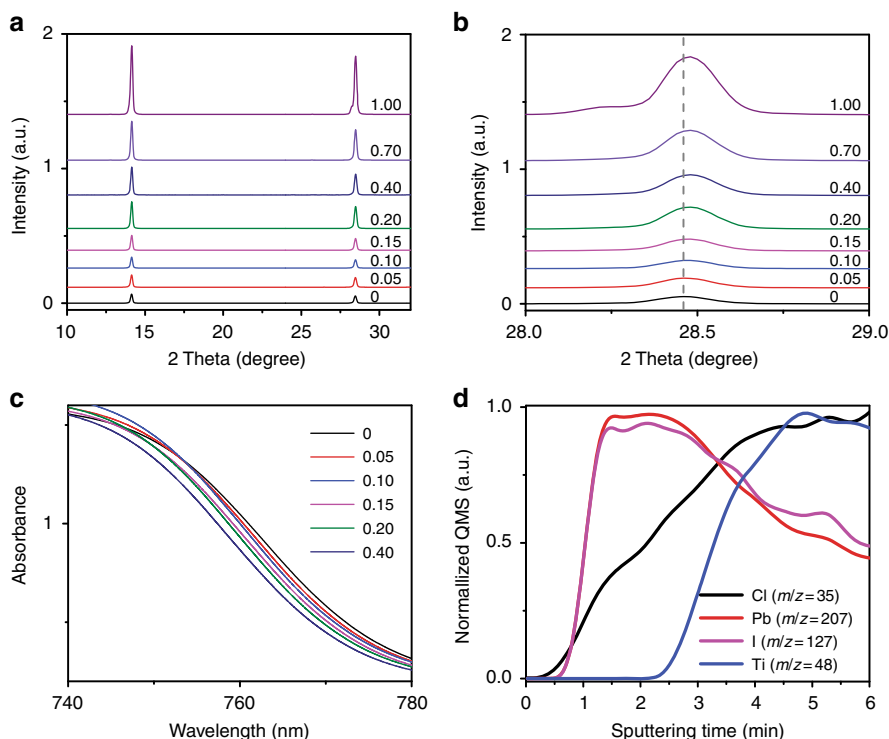 a
2
1
0
Intensity (a.u.)
1.00
0.70
0.40
0.20
0.15
0.10
0.05
0
10 15 20 25 30
2 Theta (degree)
b
2
1
0
Intensity (a.u.)
1.00
0.70
0.40
0.20
0.15
0.10
0.05
0
28.0 28.5 29.0
2 Theta (degree)
c
1
Absorbance
0
0.05
0.10
0.15
0.20
0.40
740 760 780
Wavelength (nm)
d
1.0
0.5
0.0
Normallized QMS (a.u.)
Cl (m/z=35)
Pb (m/z=207)
I (m/z=127)
Ti (m/z=48)
0 1 2 3 4 5 6
Sputtering time (min)